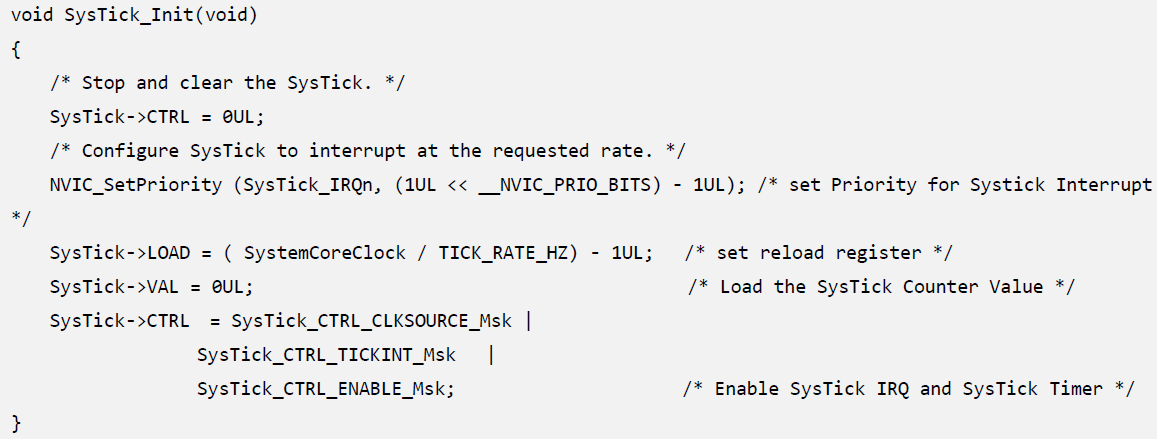 void SysTick_Init(void)
{
    /* Stop and clear the SysTick. */
    SysTick->CTRL = 0UL;
    /* Configure SysTick to interrupt at the requested rate. */
    NVIC_SetPriority (SysTick_IRQn, (1UL << __NVIC_PRIO_BITS) - 1UL); /* set Priority for Systick Interrupt
*/
    SysTick->LOAD = ( SystemCoreClock / TICK_RATE_HZ) - 1UL;   /* set reload register */
    SysTick->VAL = 0UL;                                         /* Load the SysTick Counter Value */
    SysTick->CTRL  = SysTick_CTRL_CLKSOURCE_Msk |
                  SysTick_CTRL_TICKINT_Msk   |
                  SysTick_CTRL_ENABLE_Msk;                     /* Enable SysTick IRQ and SysTick Timer */
}